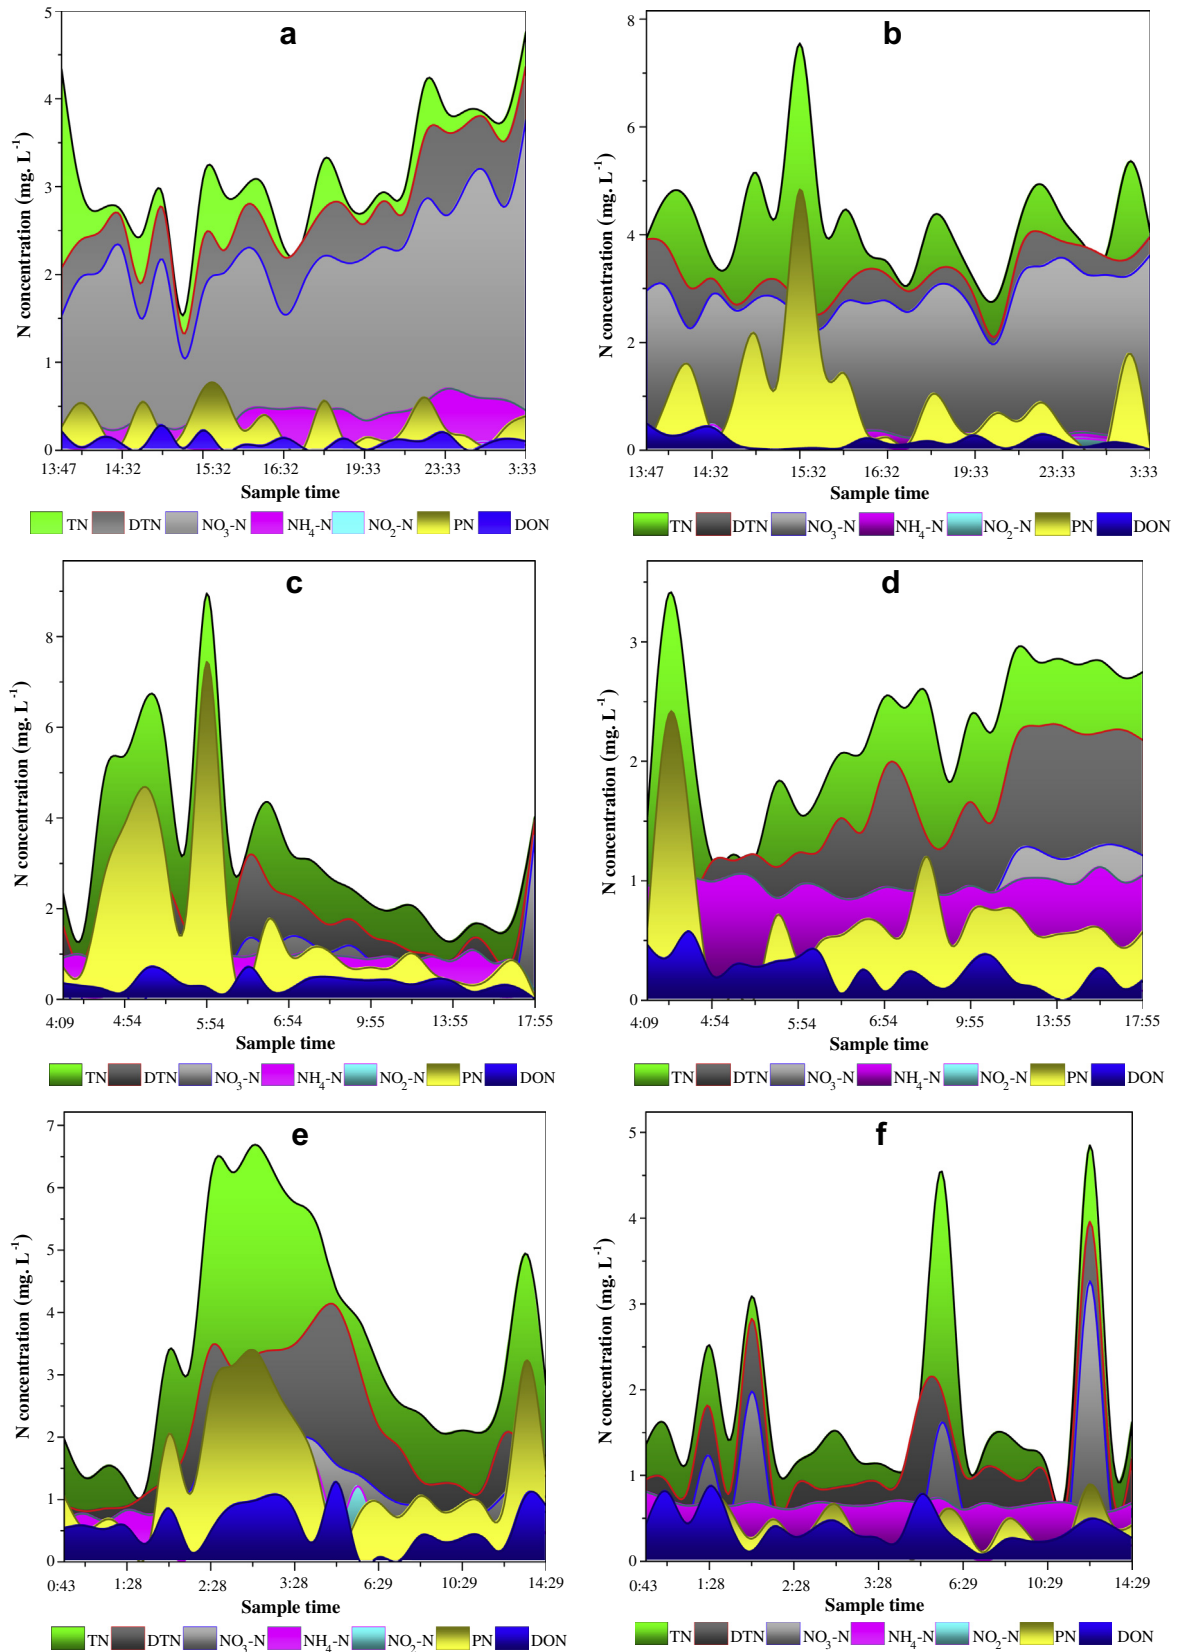 a
N concentration (mg. L⁻¹)
5
4
3
2
1
0
13:47 14:32 15:32 16:32 19:33 23:33 3:33
Sample time
TN DTN NO₃-N NH₄-N NO₂-N PN DON
b
N concentration (mg. L⁻¹)
8
6
4
2
0
13:47 14:32 15:32 16:32 19:33 23:33 3:33
Sample time
TN DTN NO₃-N NH₄-N NO₂-N PN DON
c
N concentration (mg. L⁻¹)
8
6
4
2
0
4:09 4:54 5:54 6:54 9:55 13:55 17:55
Sample time
TN DTN NO₃-N NH₄-N NO₂-N PN DON
d
N concentration (mg. L⁻¹)
3
2
1
0
4:09 4:54 5:54 6:54 9:55 13:55 17:55
Sample time
TN DTN NO₃-N NH₄-N NO₂-N PN DON
e
N concentration (mg. L⁻¹)
7
6
5
4
3
2
1
0
0:43 1:28 2:28 3:28 6:29 10:29 14:29
Sample time
TN DTN NO₃-N NH₄-N NO₂-N PN DON
f
N concentration (mg. L⁻¹)
5
4
3
2
1
0
0:43 1:28 2:28 3:28 6:29 10:29 14:29
Sample time
TN DTN NO₃-N NH₄-N NO₂-N PN DON